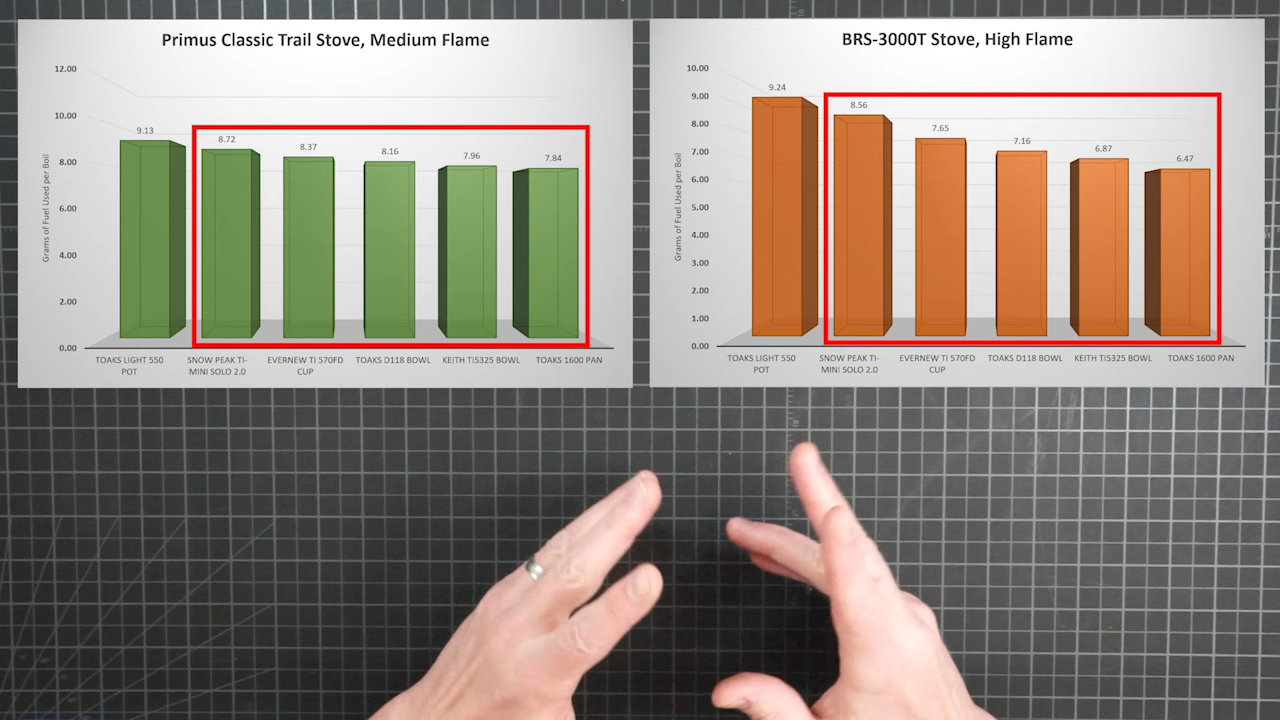 Primus Classic Trail Stove, Medium Flame
Grams of Fuel Used per Boil
12.00
10.00
8.00
6.00
4.00
2.00
0.00
9.13
8.72
8.37
8.16
7.96
7.84
TOAKS LIGHT 550
POT
SNOW PEAK TI-
MINI SOLO 2.0
EVERNEW TI 570FD
CUP
TOAKS D118 BOWL
KEITH TI5325 BOWL
TOAKS 1600 PAN
BRS-3000T Stove, High Flame
Grams of Fuel Used per Boil
10.00
9.00
8.00
7.00
6.00
5.00
4.00
3.00
2.00
1.00
0.00
9.24
8.56
7.65
7.16
6.87
6.47
TOAKS LIGHT 550
POT
SNOW PEAK TI-
MINI SOLO 2.0
EVERNEW TI 570FD
CUP
TOAKS D118 BOWL
KEITH TI5325 BOWL
TOAKS 1600 PAN